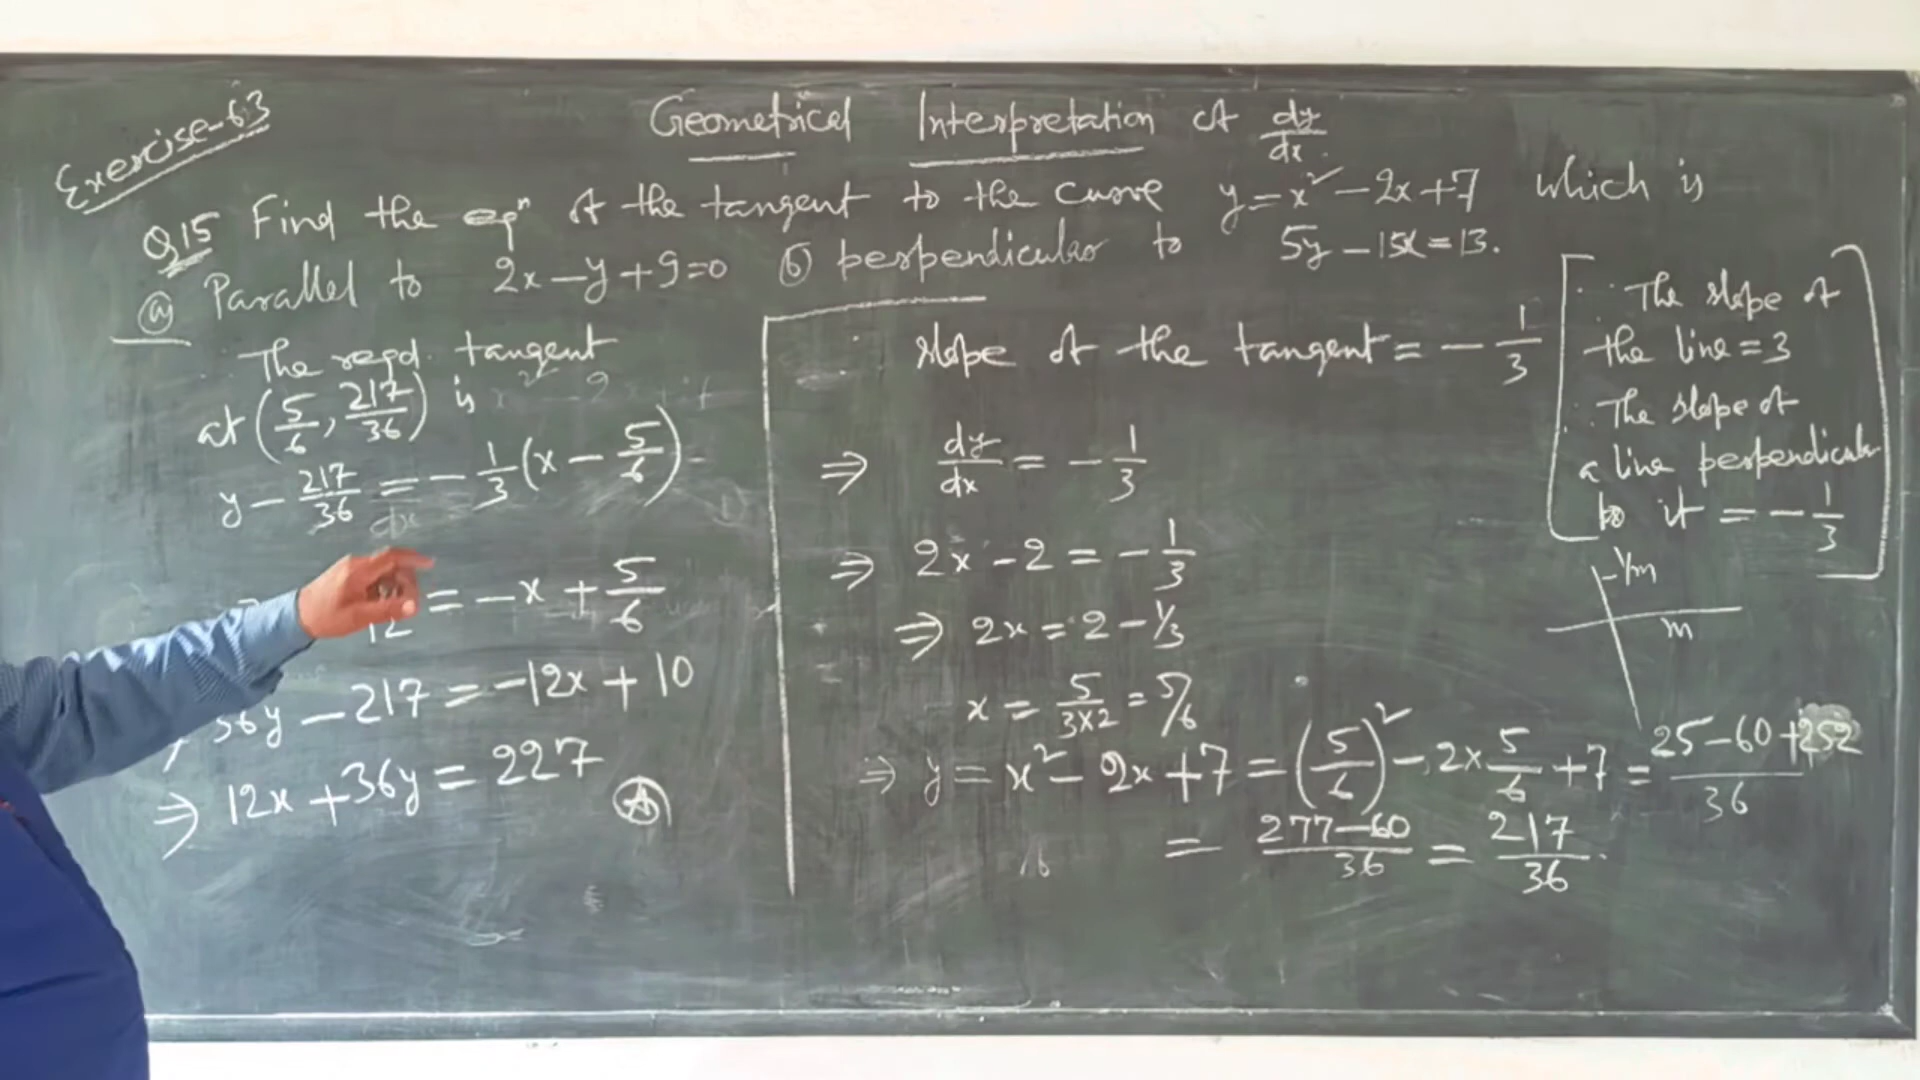 Exercise-6.3
Geometrical Interpretation of dy/dx.
Q15 Find the eqⁿ of the tangent to the curve y = x² - 2x + 7 which is
(a) Parallel to 2x - y + 9 = 0 (b) perpendicular to 5y - 15x = 13.
∴ The reqd. tangent
at (5/6, 217/36) is
y - 217/36 = -1/3 (x - 5/6)
12 = -x + 5/6
36y - 217 = -12x + 10
⇒ 12x + 36y = 227 (A)
∴ slope of the tangent = -1/3
⇒ dy/dx = -1/3
⇒ 2x - 2 = -1/3
⇒ 2x = 2 - 1/3
x = 5/(3×2) = 5/6
⇒ y = x² - 2x + 7 = (5/6)² - 2×5/6 + 7 = (25 - 60 + 252)/36
= (277 - 60)/36 = 217/36.
[∵ The slope of
the line = 3
∴ The slope of
a line perpendicular
to it = -1/3]
-1/m
m